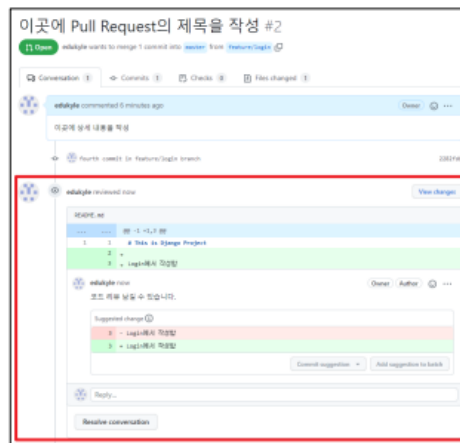 이곳에 Pull Request의 제목을 작성 #2
Open edukyle wants to merge 1 commit into master from feature/login
Conversation 1 Commits 1 Checks 0 Files changed 1
edukyle commented 6 minutes ago Owner
이곳에 상세 내용을 작성
fourth commit in feature/login branch
edukyle reviewed now View changes
README.md
@@ -1 +1,3 @@
1 1 # This is Django Project
2 +
3 + Login에서 작성함
edukyle now Owner Author
코드 리뷰 남길 수 있습니다.
Suggested change
3 - Login에서 작성함
3 + Login에서 작성함
Commit suggestion Add suggestion to batch
Reply...
Resolve conversation